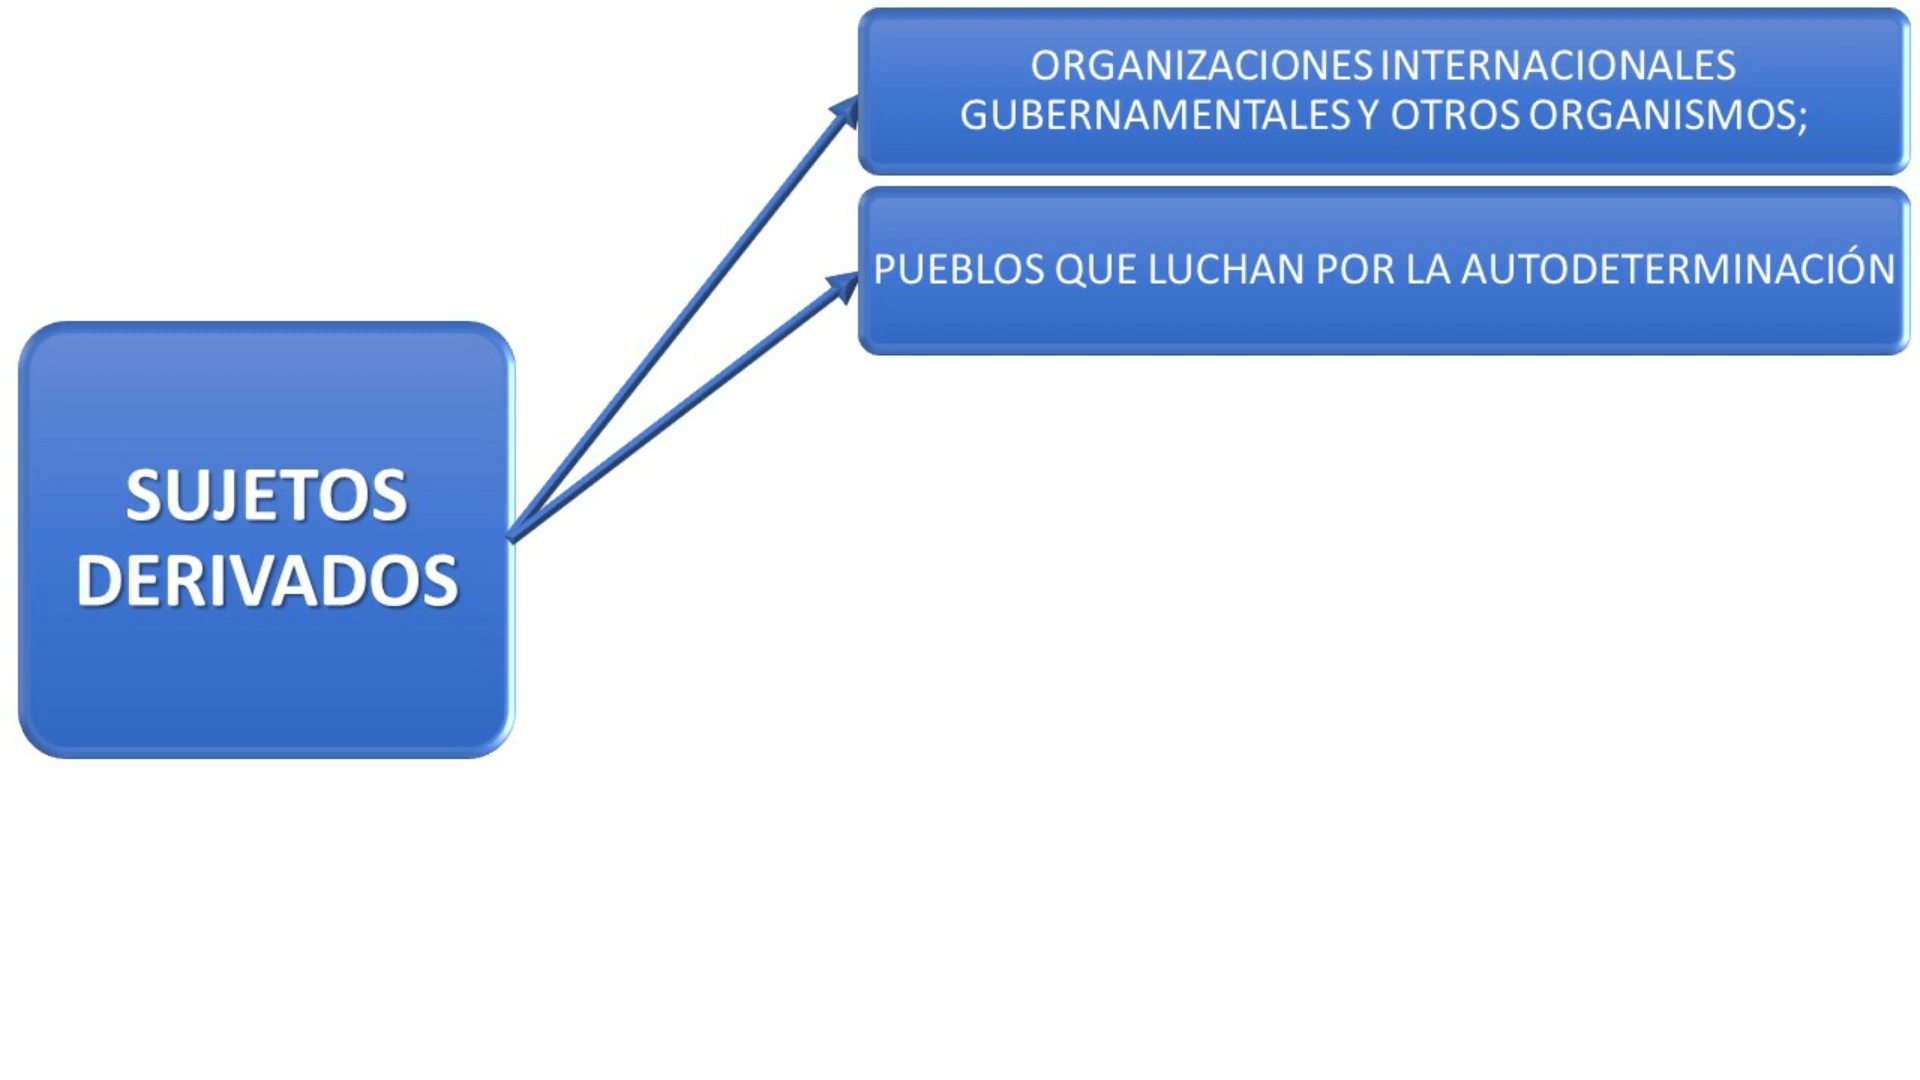 ORGANIZACIONES INTERNACIONALES
GUBERNAMENTALES Y OTROS ORGANISMOS;
PUEBLOS QUE LUCHAN POR LA AUTODETERMINACIÓN
SUJETOS
DERIVADOS